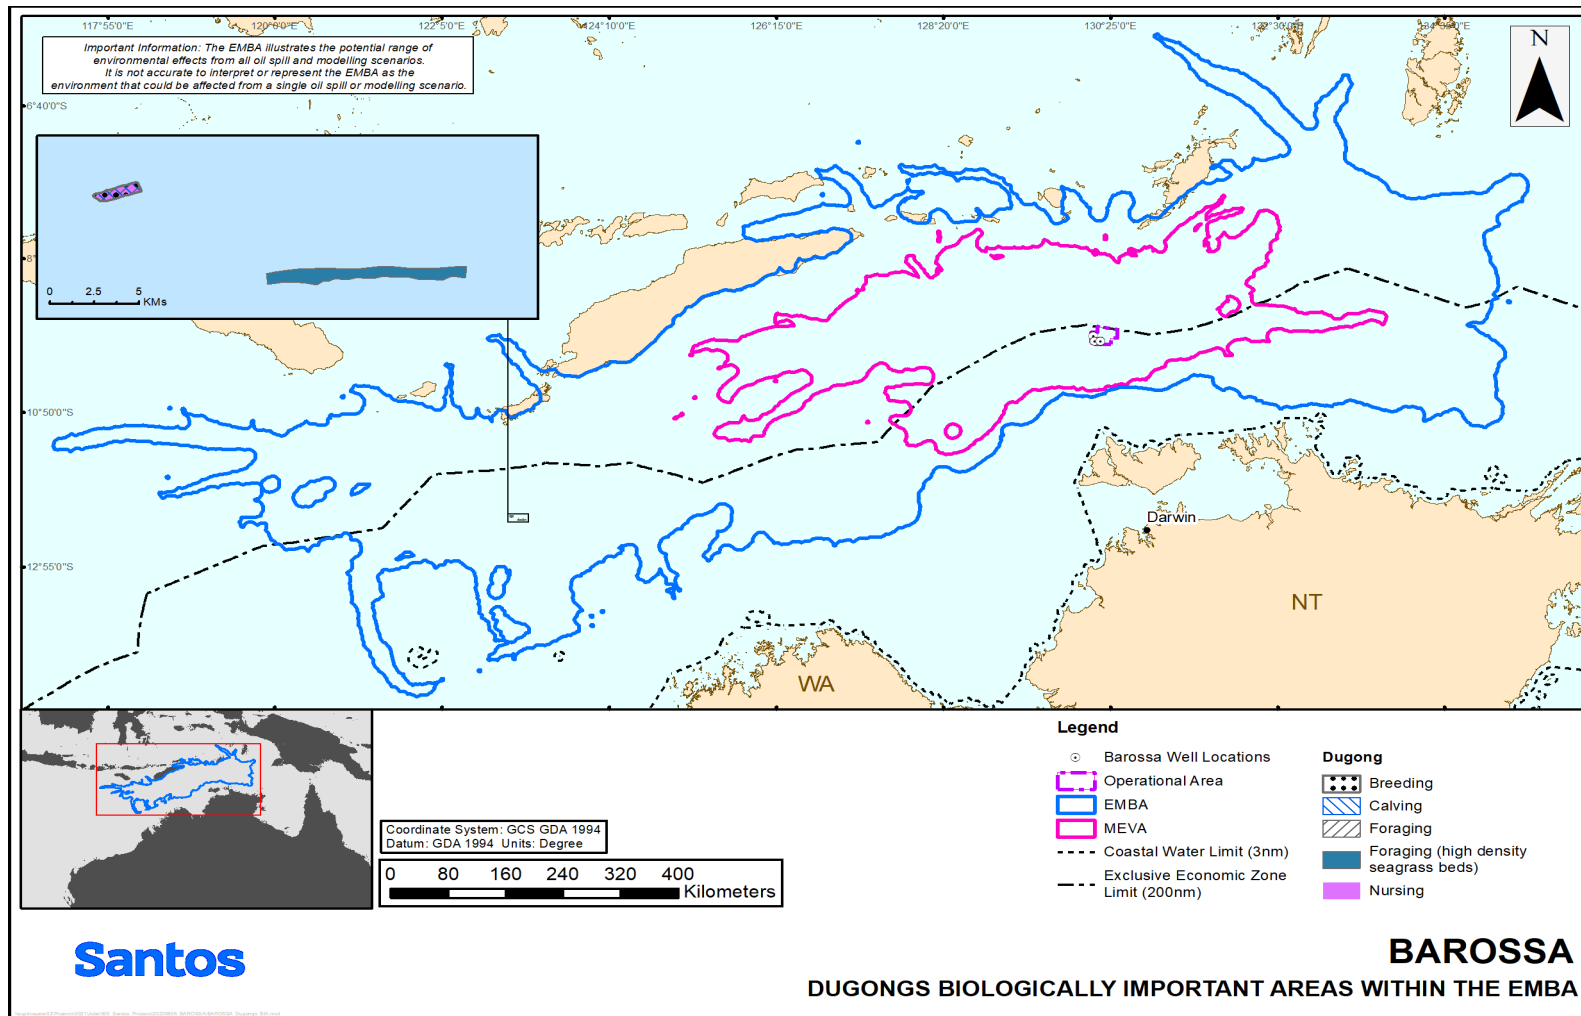 117°55'0"E
120°0'0"E
122°5'0"E
124°10'0"E
126°15'0"E
128°20'0"E
130°25'0"E
132°30'0"E
134°35'0"E
Important Information: The EMBA illustrates the potential range of
environmental effects from all oil spill and modelling scenarios.
It is not accurate to interpret or represent the EMBA as the
environment that could be affected from a single oil spill or modelling scenario.
N
6°40'0"S
0 2.5 5
KMs
10°50'0"S
12°55'0"S
Darwin
NT
WA
Coordinate System: GCS GDA 1994
Datum: GDA 1994 Units: Degree
0 80 160 240 320 400
Kilometers
Legend
Barossa Well Locations
Operational Area
EMBA
MEVA
Coastal Water Limit (3nm)
Exclusive Economic Zone
Limit (200nm)
Dugong
Breeding
Calving
Foraging
Foraging (high density
seagrass beds)
Nursing
Santos
BAROSSA
DUGONGS BIOLOGICALLY IMPORTANT AREAS WITHIN THE EMBA